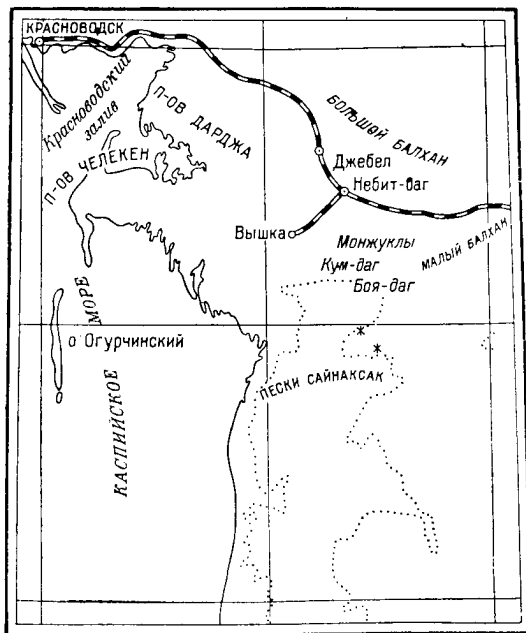 КРАСНОВОДСК
Красноводский
залив
П-ОВ ДАРДЖА
БОЛЬШОЙ БАЛХАН
П-ОВ ЧЕЛЕКЕН
Джебел
Небит-даг
Вышка
Монжуклы
Кум-даг
Боя-даг
МАЛЫЙ БАЛХАН
о Огурчинский
ПЕСКИ САЙНАКСАК
КАСПИЙСКОЕ МОРЕ